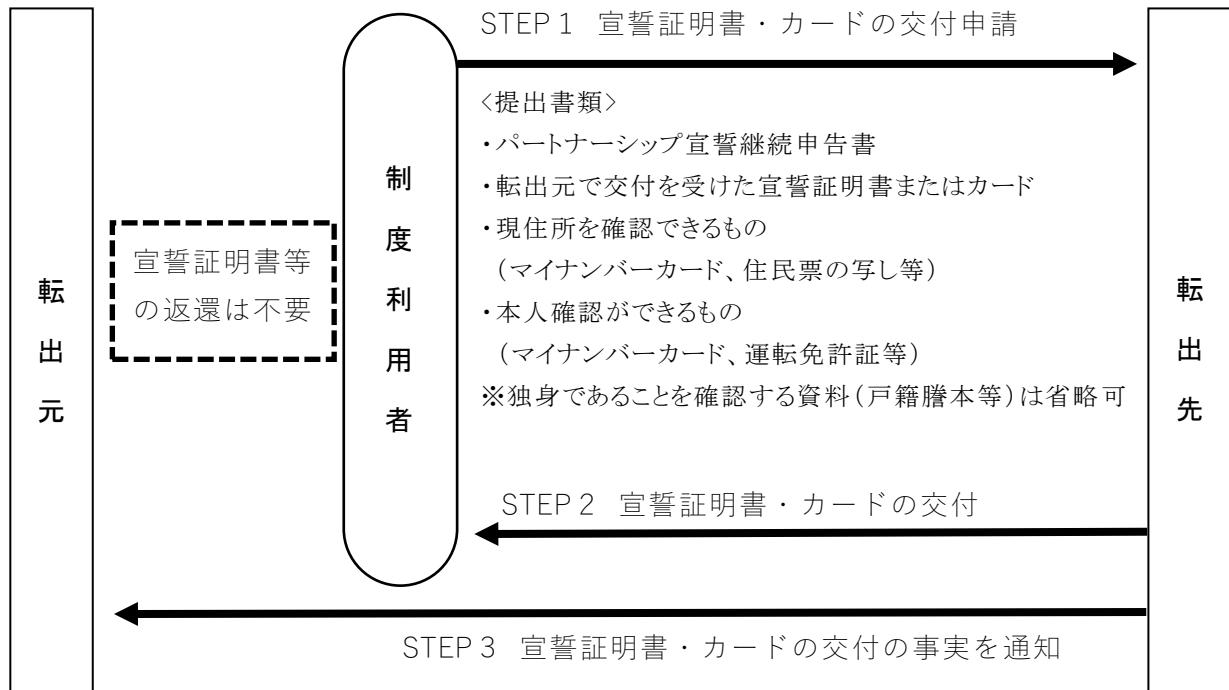 転出元
宣誓証明書等
の返還は不要
制度利用者
STEP 1 宣誓証明書・カードの交付申請
<提出書類>
・パートナーシップ宣誓継続申告書
・転出元で交付を受けた宣誓証明書またはカード
・現住所を確認できるもの
（マイナンバーカード、住民票の写し等）
・本人確認ができるもの
（マイナンバーカード、運転免許証等）
※独身であることを確認する資料（戸籍謄本等）は省略可
STEP 2 宣誓証明書・カードの交付
STEP 3 宣誓証明書・カードの交付の事実を通知
転出先